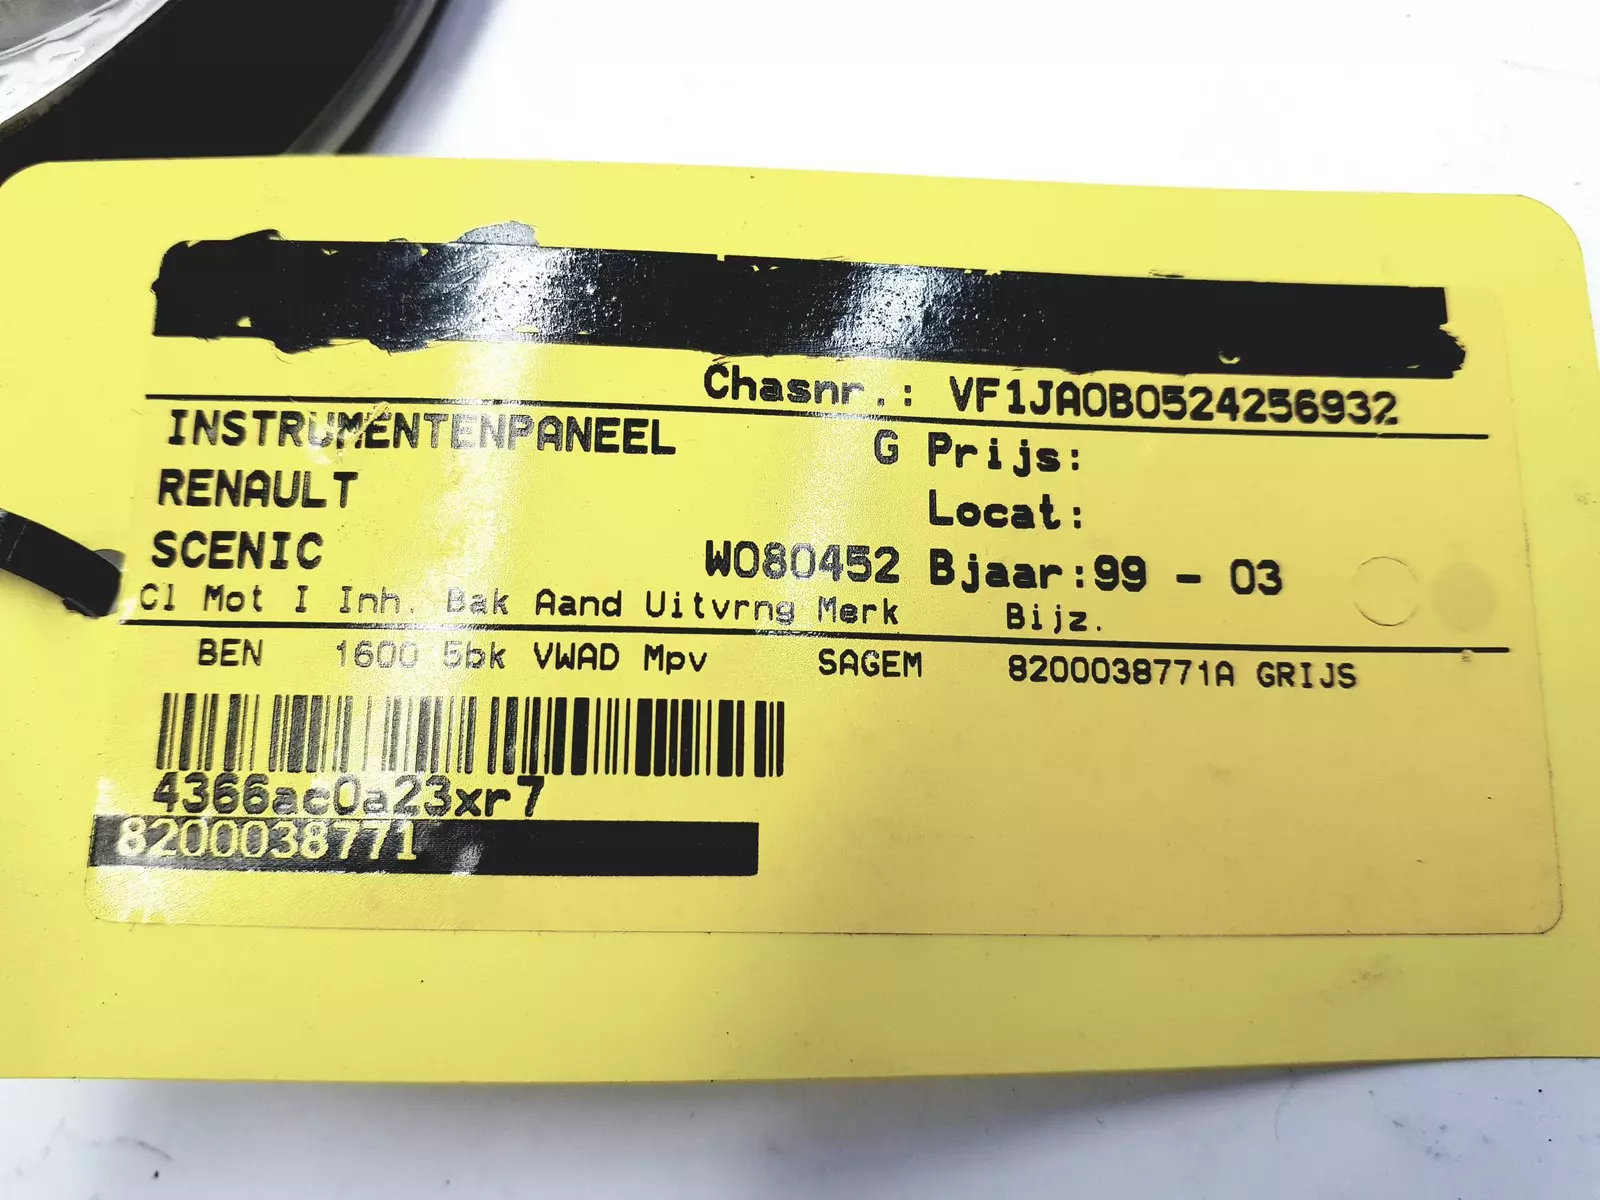 Chasnr.: VF1JA0B0524256932
INSTRUMENTENPANEEL G Prijs:
RENAULT Locat:
SCENIC W080452 Bjaar:99 - 03
Cl Mot I Inh. Bak Aand Uitvrng Merk Bijz.
BEN 1600 5bk VWAD Mpv SAGEM 8200038771A GRIJS
4366ac0a23xr7
8200038771